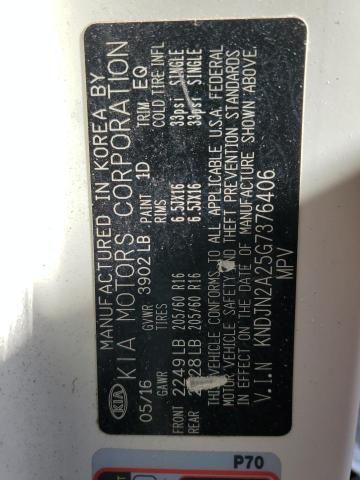 MANUFACTURED IN KOREA BY
KIA KIA MOTORS CORPORATION
05/16 GVWR 3902 LB PAINT 1D TRIM EQ
GAWR TIRES RIMS COLD TIRE INFL
FRONT 2249 LB 205/60 R16 6.5JX16 33psi SINGLE
REAR 28 LB 205/60 R16 6.5JX16 33psi SINGLE
THIS VEHICLE CONFORMS TO ALL APPLICABLE U.S.A. FEDERAL
MOTOR VEHICLE SAFETY AND THEFT PREVENTION STANDARDS
IN EFFECT ON THE DATE OF MANUFACTURE SHOWN ABOVE.
V.I.N KNDJN2A25G7376406
MPV
P70